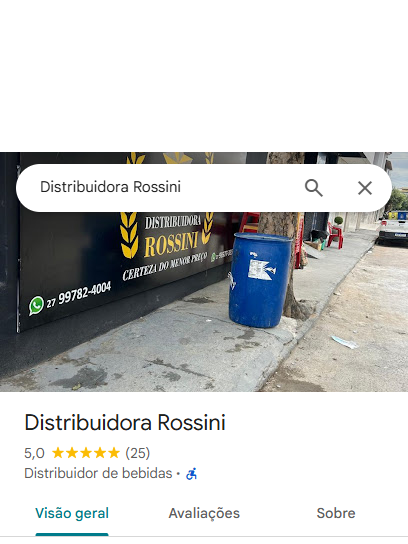 Distribuidora Rossini
DISTRIBUIDORA
ROSSINI
CERTEZA DO MENOR PREÇO
27 99782-4004
Distribuidora Rossini
5,0 (25)
Distribuidor de bebidas ·
Visão geral Avaliações Sobre